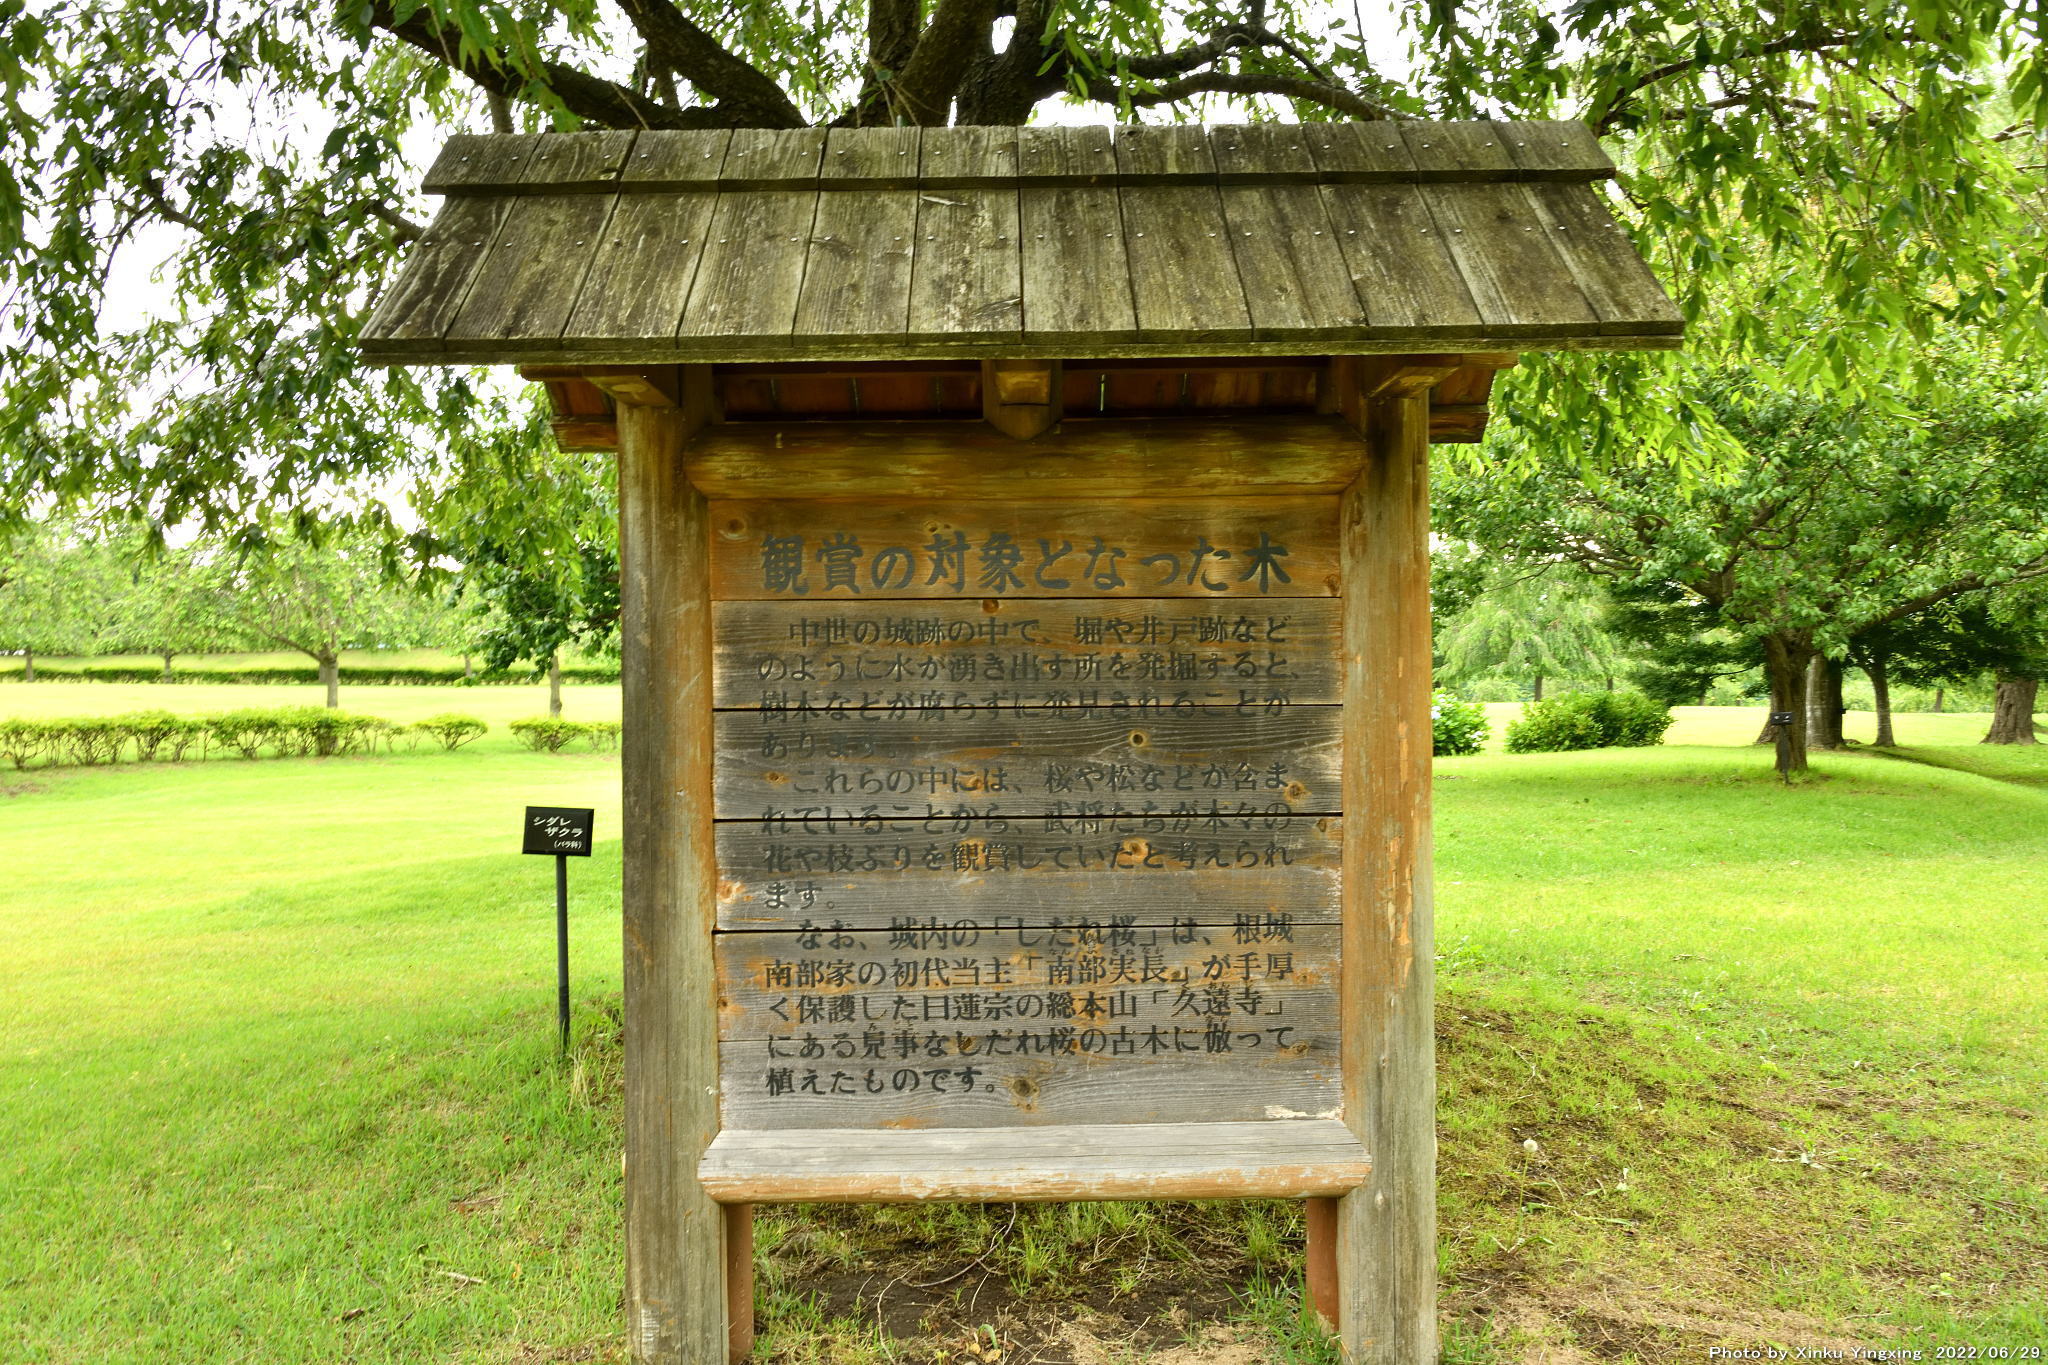 観賞の対象となった木
中世の城跡の中で、堀や井戸跡など
のように水が湧き出す所を発掘すると、
樹木などが腐らずに発見されることが
あります。
これらの中には、桜や松などが含ま
れていることから、武将たちが木々の
花や枝ぶりを観賞していたと考えられ
ます。
なお、城内の「しだれ桜」は、根城
南部家の初代当主「南部実長」が手厚
く保護した日蓮宗の総本山「久遠寺」
にある見事なしだれ桜の古木に倣って
植えたものです。
シダレ
ザクラ
(バラ科)
Photo by Xinku Yingxing 2022/06/29